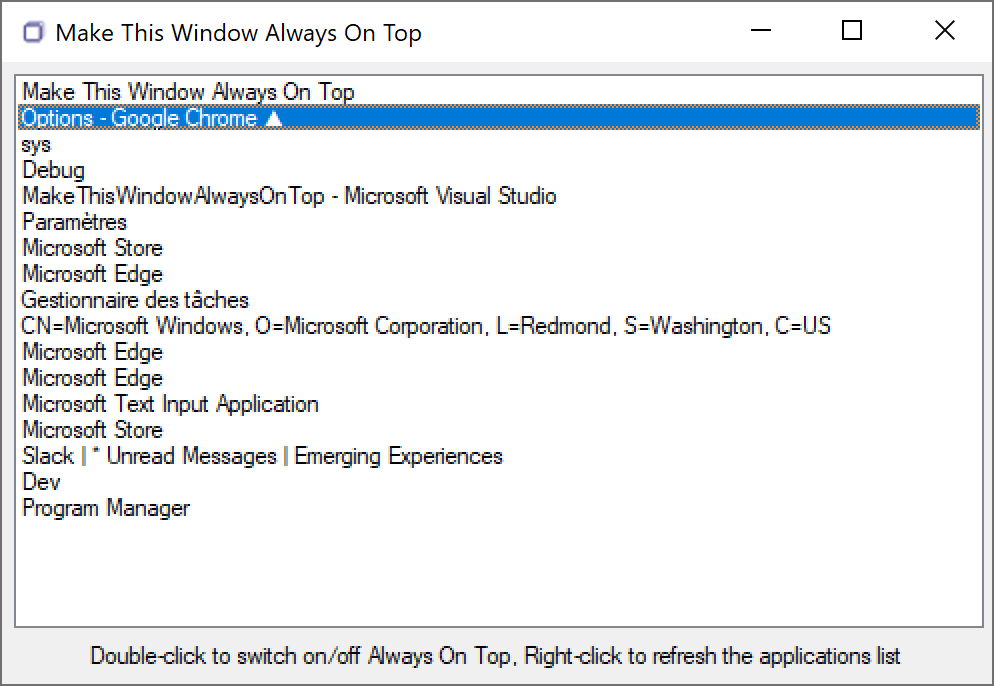 Make This Window Always On Top
Make This Window Always On Top
Options - Google Chrome ▲
sys
Debug
MakeThisWindowAlwaysOnTop - Microsoft Visual Studio
Paramètres
Microsoft Store
Microsoft Edge
Gestionnaire des tâches
CN=Microsoft Windows, O=Microsoft Corporation, L=Redmond, S=Washington, C=US
Microsoft Edge
Microsoft Edge
Microsoft Text Input Application
Microsoft Store
Slack | * Unread Messages | Emerging Experiences
Dev
Program Manager
Double-click to switch on/off Always On Top, Right-click to refresh the applications list